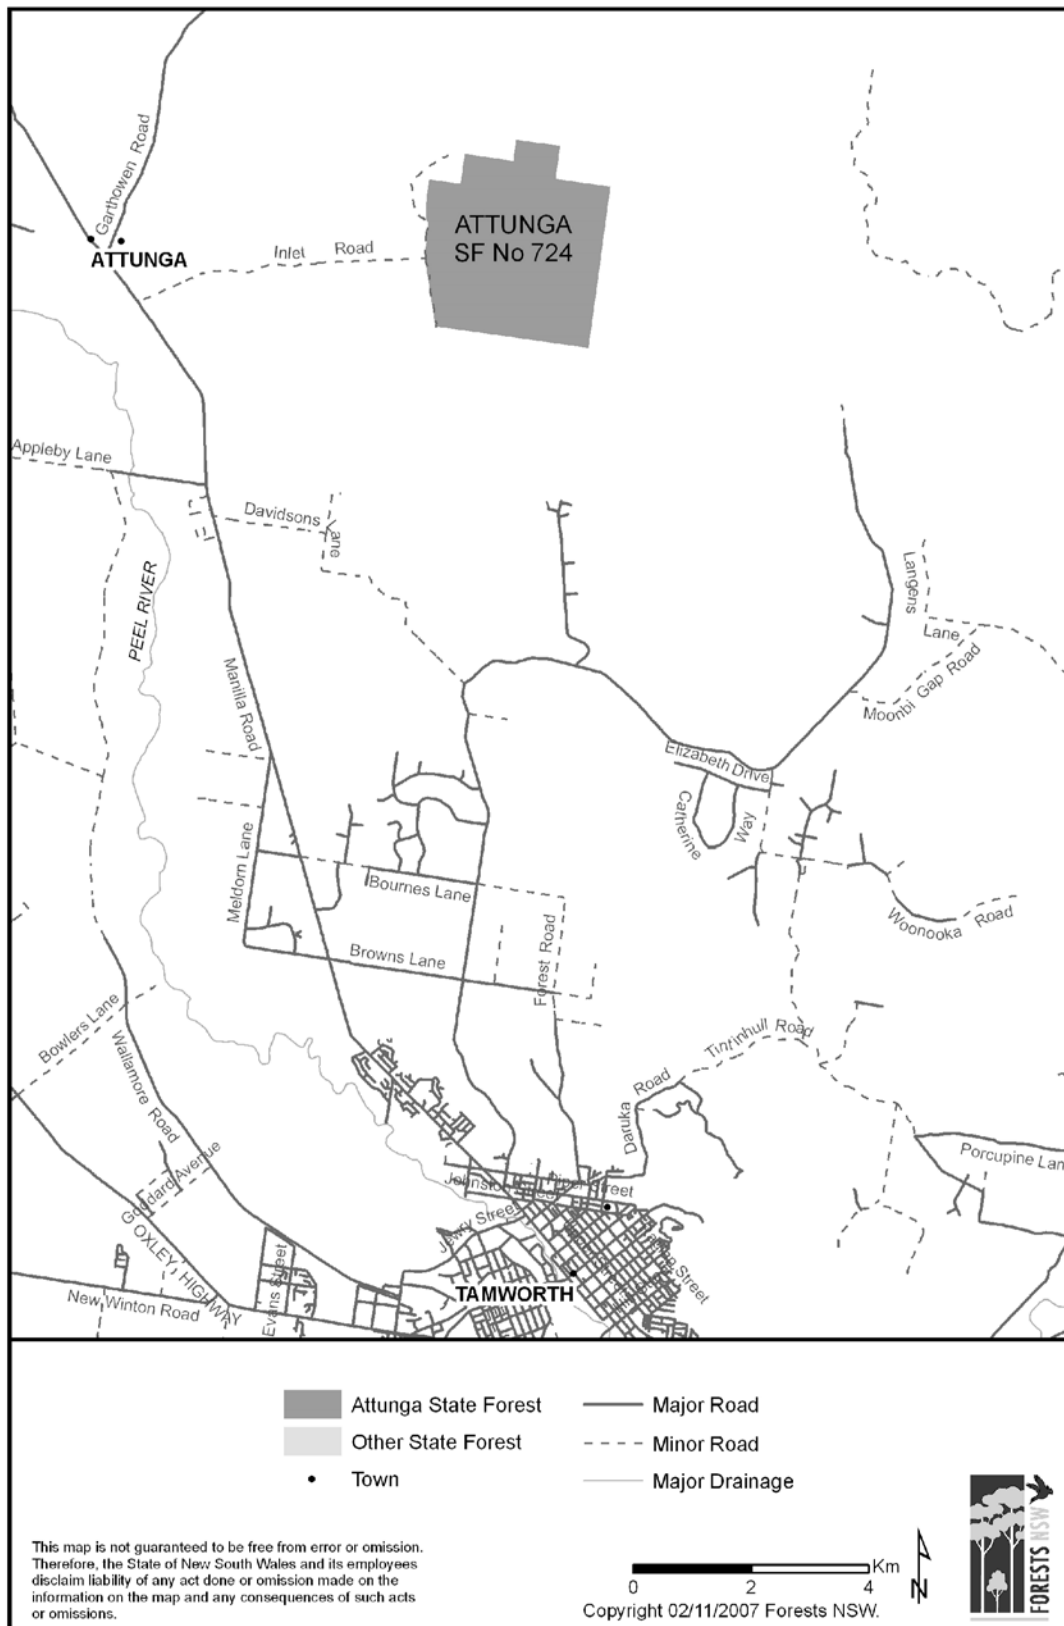 Garthowen Road
ATTUNGA
Inlet Road
ATTUNGA
SF No 724
Appleby Lane
Davidsons Lane
PEEL RIVER
Manilla Road
Langens
Lane
Moonbi Gap Road
Elizabeth Drive
Catherine
Way
Meldorn Lane
Bournes Lane
Woonooka Road
Browns Lane
Forest Road
Bowlers Lane
Wallamore Road
Tintinhull Road
Daruka Road
Porcupine Lan
Goddard Avenue
Piper Street
Jewry Street
OXLEY HIGHWAY
Evans Street
New Winton Road
TAMWORTH
Street
Attunga State Forest
Other State Forest
Town
Major Road
Minor Road
Major Drainage
This map is not guaranteed to be free from error or omission.
Therefore, the State of New South Wales and its employees
disclaim liability of any act done or omission made on the
information on the map and any consequences of such acts
or omissions.
Km
0 2 4
Copyright 02/11/2007 Forests NSW.
N
FORESTS NSW